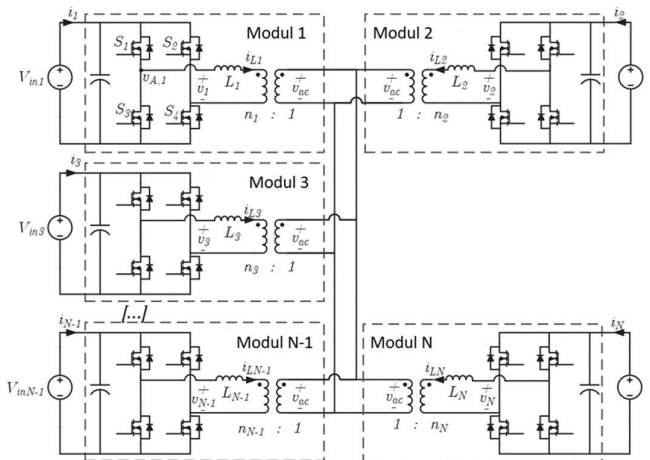 i1 Modul 1 Modul 2 i2
S1 S2 iL1 iL2
Vin1 vA,1 + v1 − L1 + vac − + vac − L2 + v2 −
S3 S4
n1 : 1 1 : n2
i3 Modul 3
iL3
Vin3 + v3 − L3 + vac −
n3 : 1
[...]
iN-1 Modul N-1 Modul N iN
iLN-1 iLN
VinN-1 + vN-1 − LN-1 + vac − + vac − LN + vN −
nN-1 : 1 1 : nN